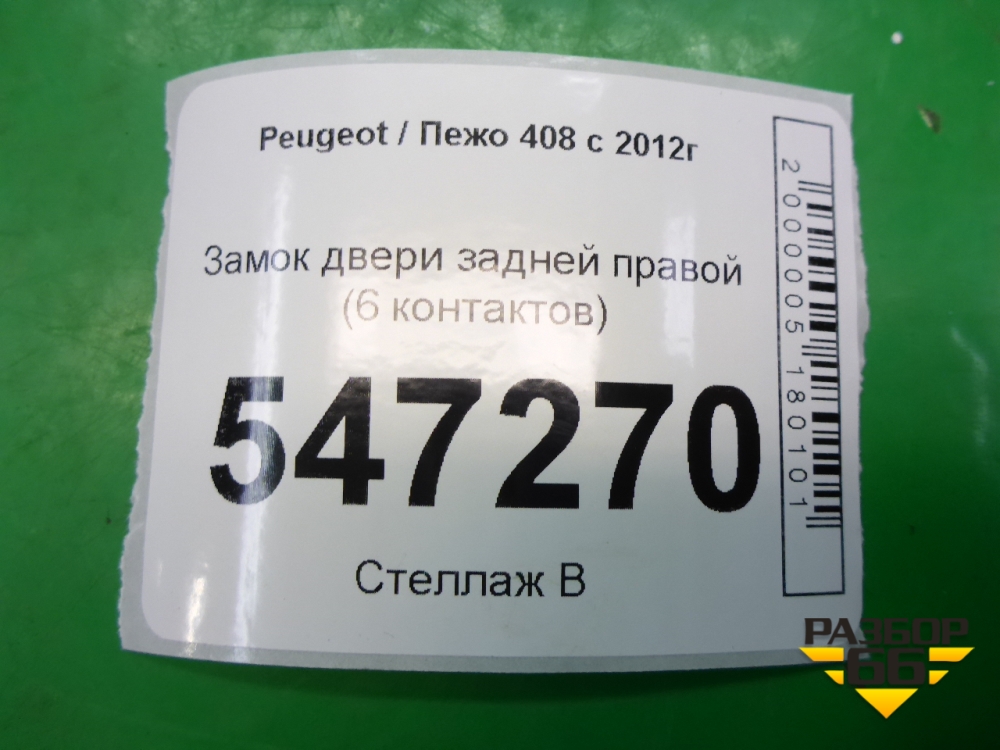 Peugeot / Пежо 408 с 2012г
Замок двери задней правой
(6 контактов)
547270
Стеллаж В
2000005180101
РАЗБОР
66